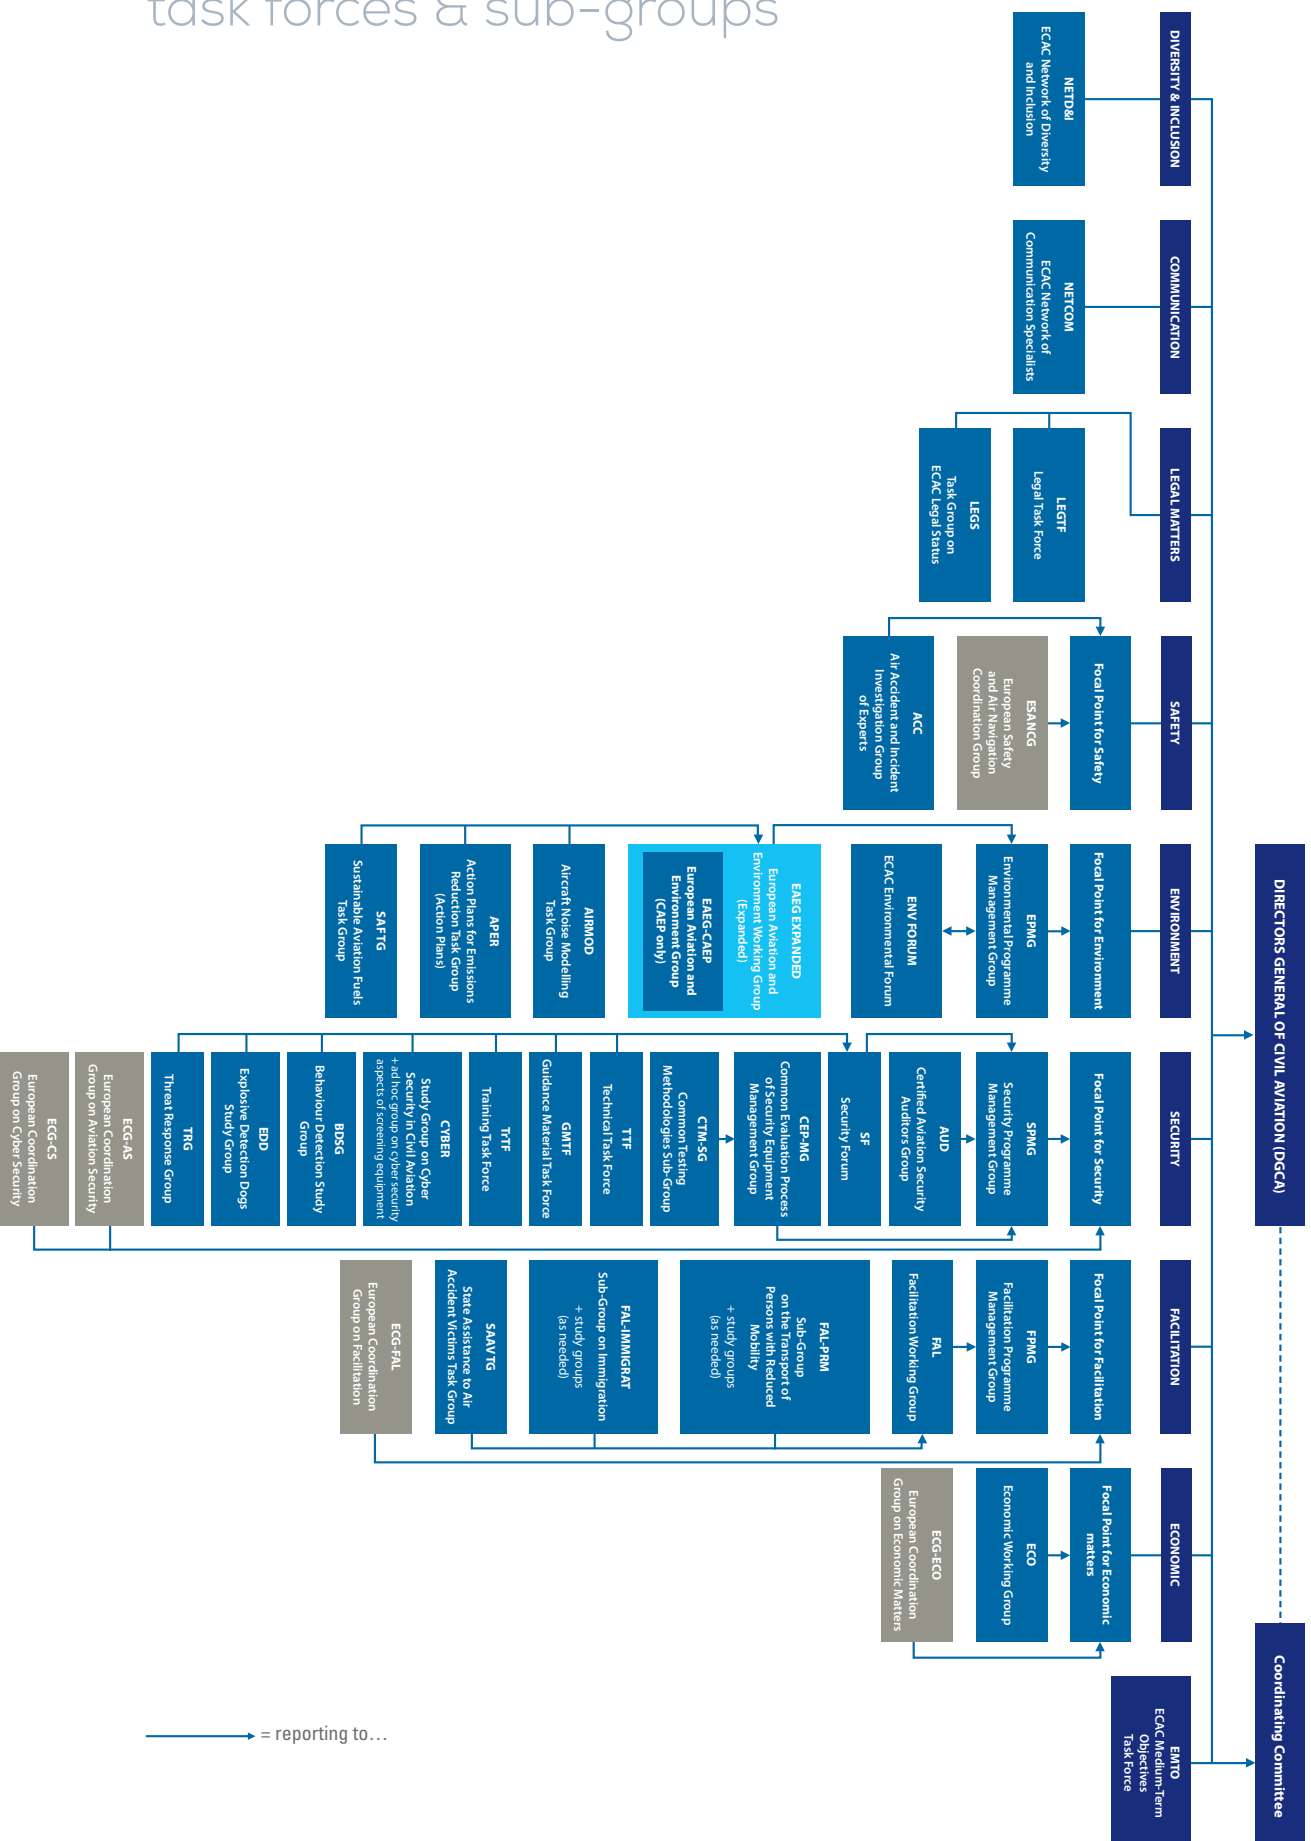 task forces & sub-groups
DIRECTORS GENERAL OF CIVIL AVIATION (DGCA)
Coordinating Committee
DIVERSITY & INCLUSION
NETD&I
ECAC Network of Diversity
and Inclusion
COMMUNICATION
NETCOM
ECAC Network of
Communication Specialists
LEGAL MATTERS
LEGTF
Legal Task Force
LEGS
Task Group on
ECAC Legal Status
SAFETY
Focal Point for Safety
ESANCG
European Safety
and Air Navigation
Coordination Group
ACC
Air Accident and Incident
Investigation Group
of Experts
ENVIRONMENT
Focal Point for Environment
EPMG
Environmental Programme
Management Group
ENV FORUM
ECAC Environmental Forum
EAEG EXPANDED
European Aviation and
Environment Working Group
(Expanded)
EAEG-CAEP
European Aviation and
Environment Group
(CAEP only)
AIRMOD
Aircraft Noise Modelling
Task Group
APER
Action Plans for Emissions
Reduction Task Group
(Action Plans)
SAF TG
Sustainable Aviation Fuels
Task Group
SECURITY
Focal Point for Security
SPMG
Security Programme
Management Group
AUD
Certified Aviation Security
Auditors Group
SF
Security Forum
CEP-MG
Common Evaluation Process
of Security Equipment
Management Group
CTM-SG
Common Testing
Methodologies Sub-Group
TTF
Technical Task Force
GMTF
Guidance Material Task Force
TrTF
Training Task Force
CYBER
Study Group on Cyber
Security in Civil Aviation
+ ad hoc group on cyber security
aspects of screening equipment
BDSG
Behaviour Detection Study
Group
EDD
Explosive Detection Dogs
Study Group
TRG
Threat Response Group
ECG-AS
European Coordination
Group on Aviation Security
ECG-CS
European Coordination
Group on Cyber Security
FACILITATION
Focal Point for Facilitation
FPMG
Facilitation Programme
Management Group
FAL
Facilitation Working Group
FAL-PRM
Sub-Group
on the Transport of
Persons with Reduced
Mobility
+ study groups
(as needed)
FAL-IMMIGRAT
Sub-Group on Immigration
+ study groups
(as needed)
SAAV TG
State Assistance to Air
Accident Victims Task Group
ECG-FAL
European Coordination
Group on Facilitation
ECONOMIC
Focal Point for Economic
matters
ECO
Economic Working Group
ECG-ECO
European Coordination
Group on Economic Matters
EMTO
ECAC Medium-Term
Objectives
Task Force
= reporting to…